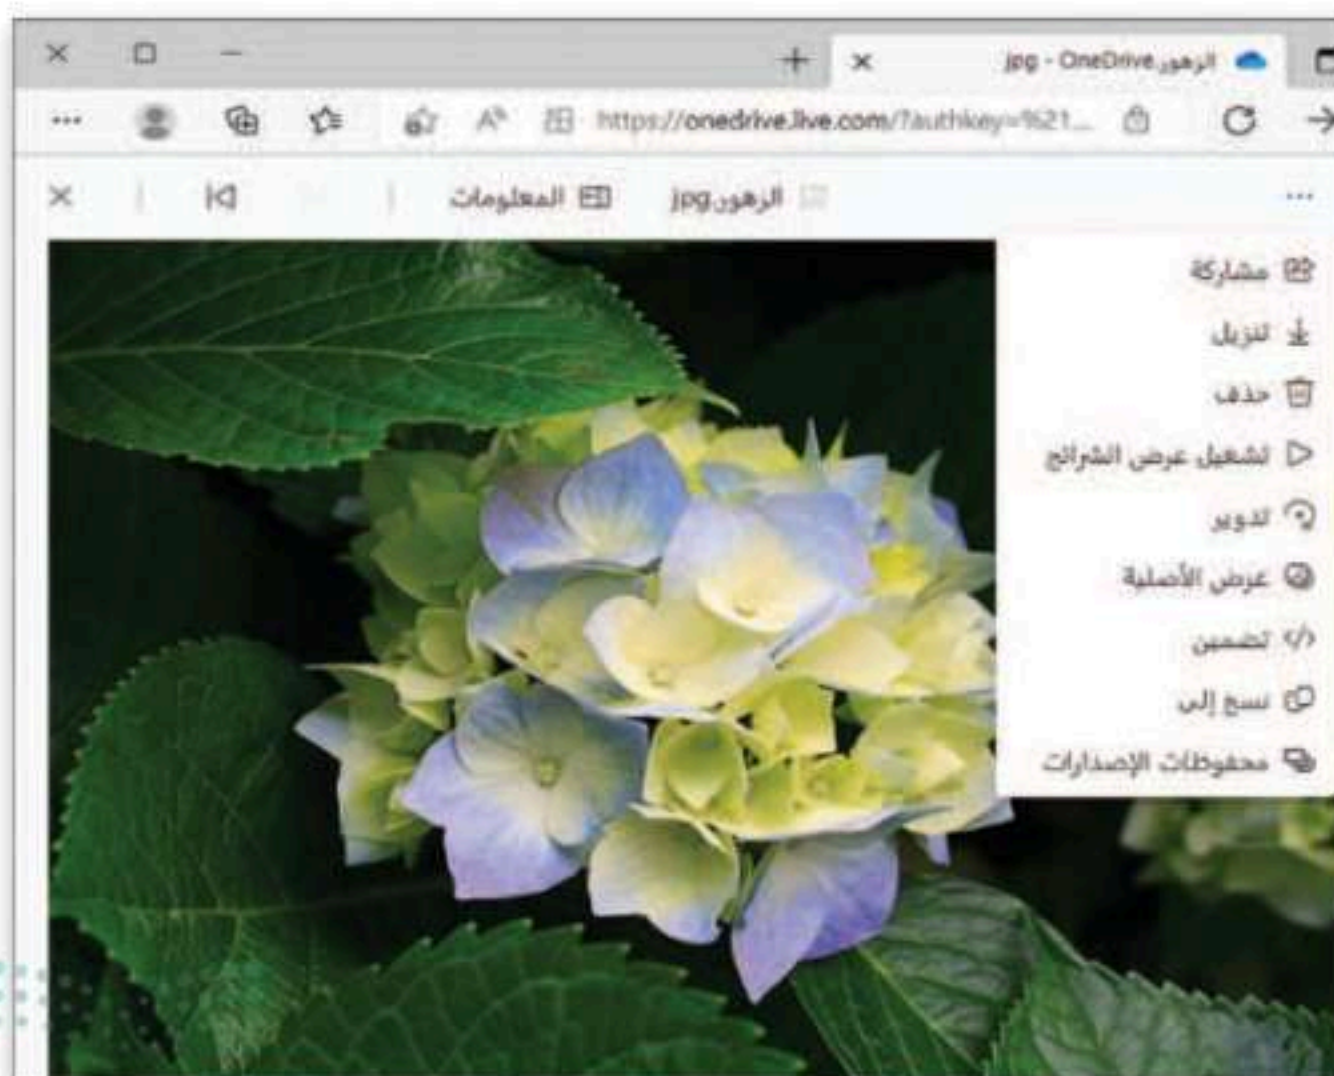 الزهور.jpg - OneDrive
https://onedrive.live.com/?authkey=%21...
... الزهور.jpg المعلومات
مشاركة
تنزيل
حذف
تشغيل عرض الشرائح
تدوير
عرض الأصلية
تضمين
نسخ إلى
محفوظات الإصدارات